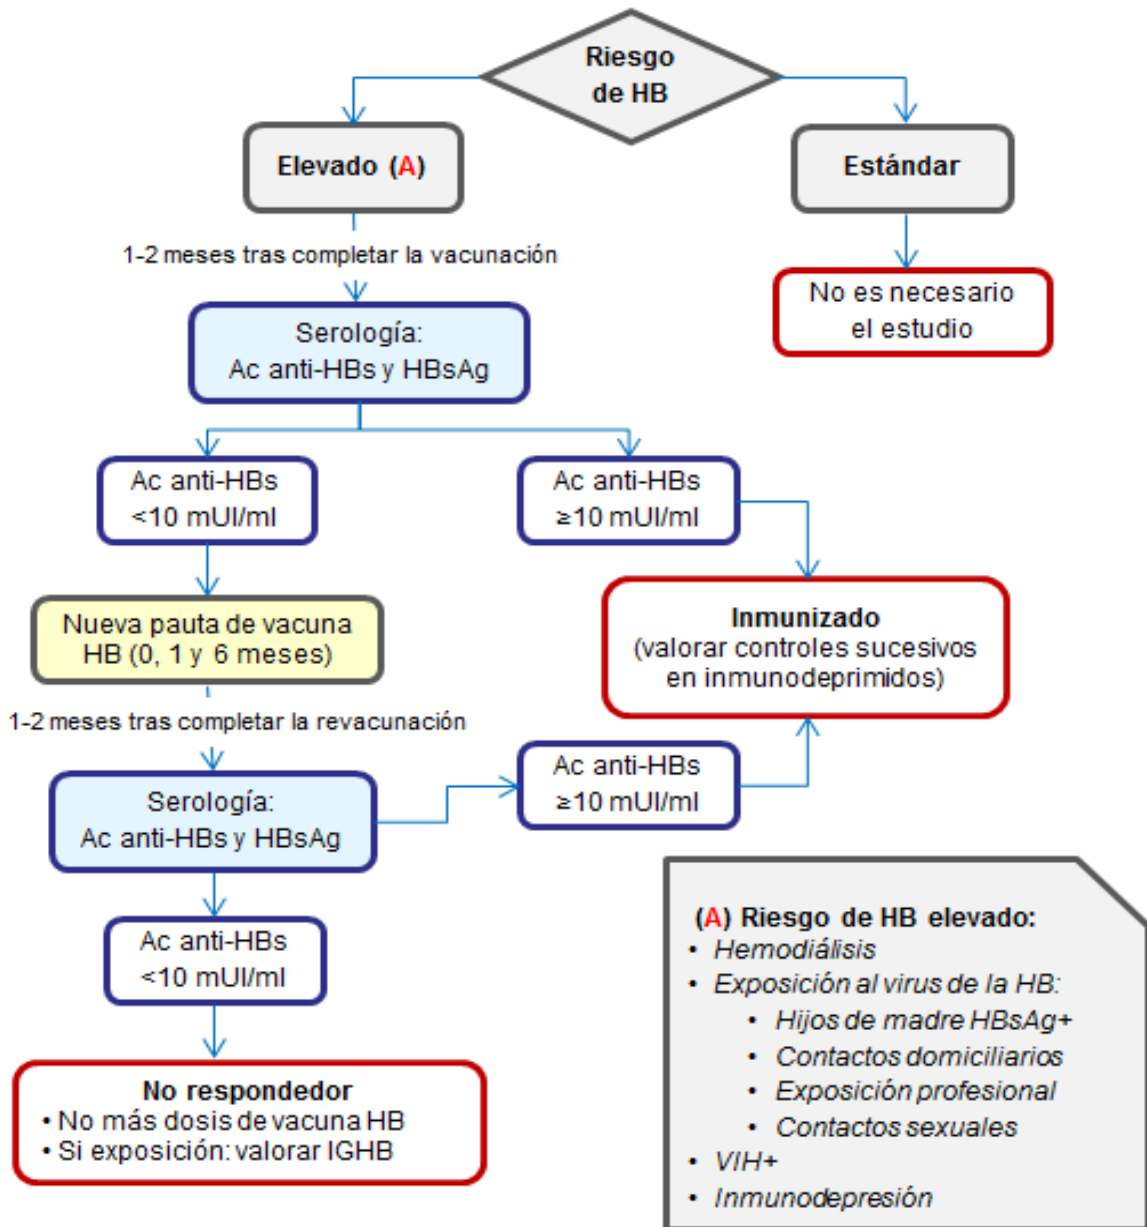 Riesgo
de HB
Elevado (A)
Estándar
1-2 meses tras completar la vacunación
No es necesario
el estudio
Serología:
Ac anti-HBs y HBsAg
Ac anti-HBs
<10 mUI/ml
Ac anti-HBs
≥10 mUI/ml
Nueva pauta de vacuna
HB (0, 1 y 6 meses)
Inmunizado
(valorar controles sucesivos
en inmunodeprimidos)
1-2 meses tras completar la revacunación
Serología:
Ac anti-HBs y HBsAg
Ac anti-HBs
≥10 mUI/ml
Ac anti-HBs
<10 mUI/ml
No respondedor
• No más dosis de vacuna HB
• Si exposición: valorar IGHB
(A) Riesgo de HB elevado:
• Hemodiálisis
• Exposición al virus de la HB:
• Hijos de madre HBsAg+
• Contactos domiciliarios
• Exposición profesional
• Contactos sexuales
• VIH+
• Inmunodepresión